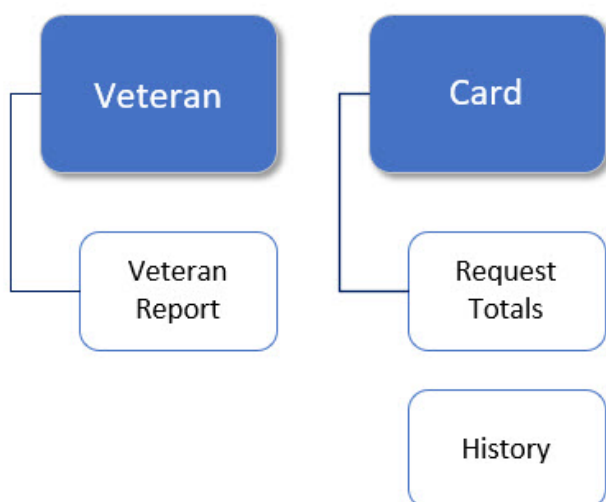 Veteran
Card
Veteran
Report
Request
Totals
History